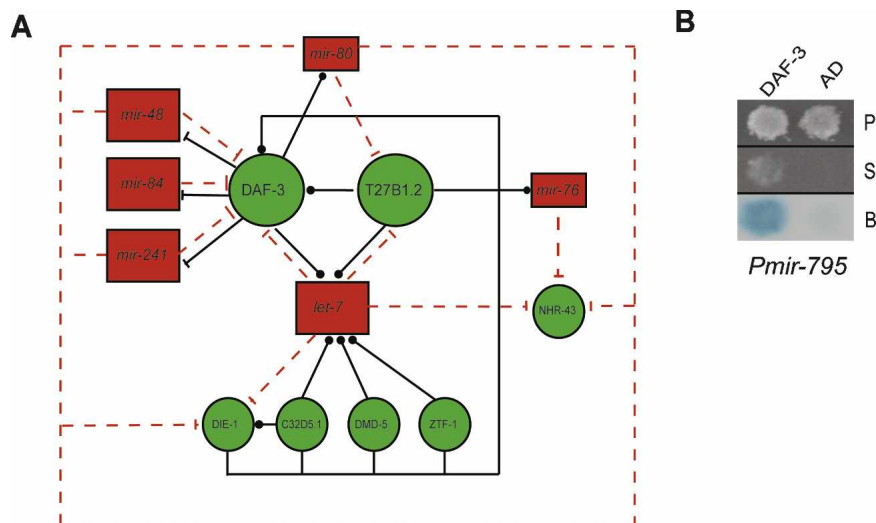 A
B
mir-80
DAF-3
AD
mir-48
P
mir-84
DAF-3
T27B1.2
mir-76
S
mir-241
B
Pmir-795
let-7
NHR-43
DIE-1
C32D5.1
DMD-5
ZTF-1